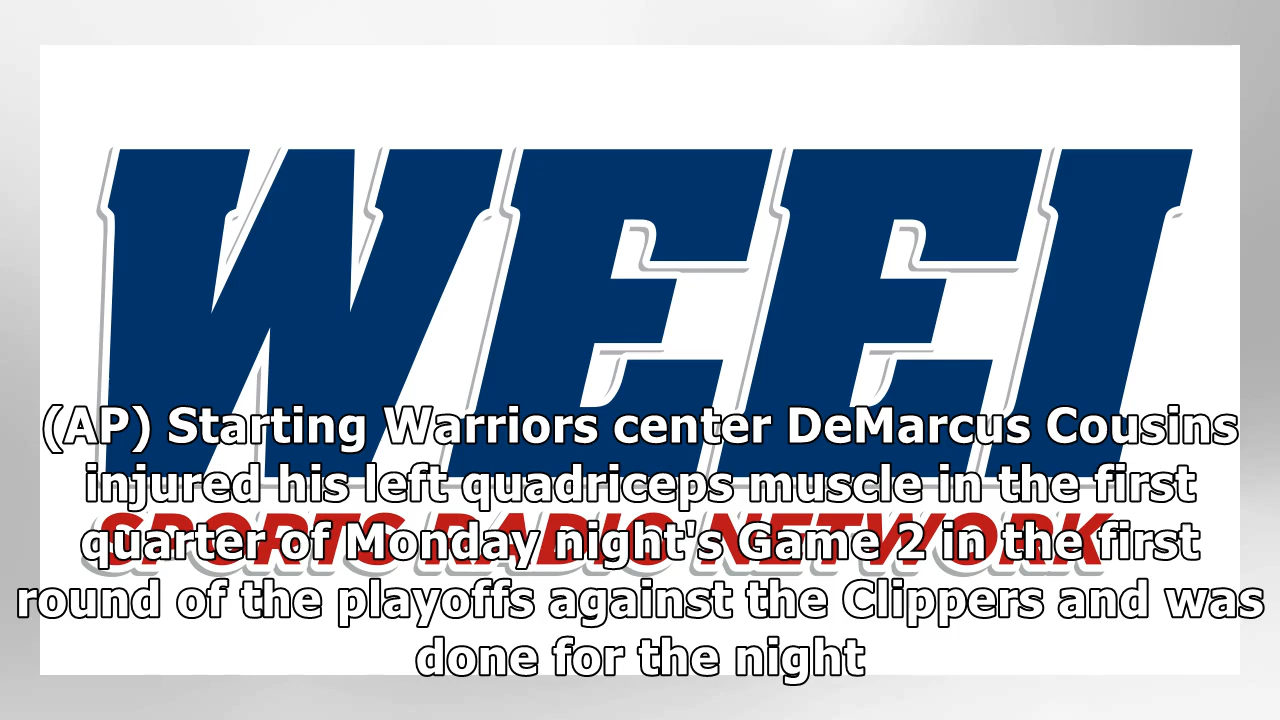 WEEI
SPORTS RADIO NETWORK
(AP) Starting Warriors center DeMarcus Cousins
injured his left quadriceps muscle in the first
quarter of Monday night's Game 2 in the first
round of the playoffs against the Clippers and was
done for the night